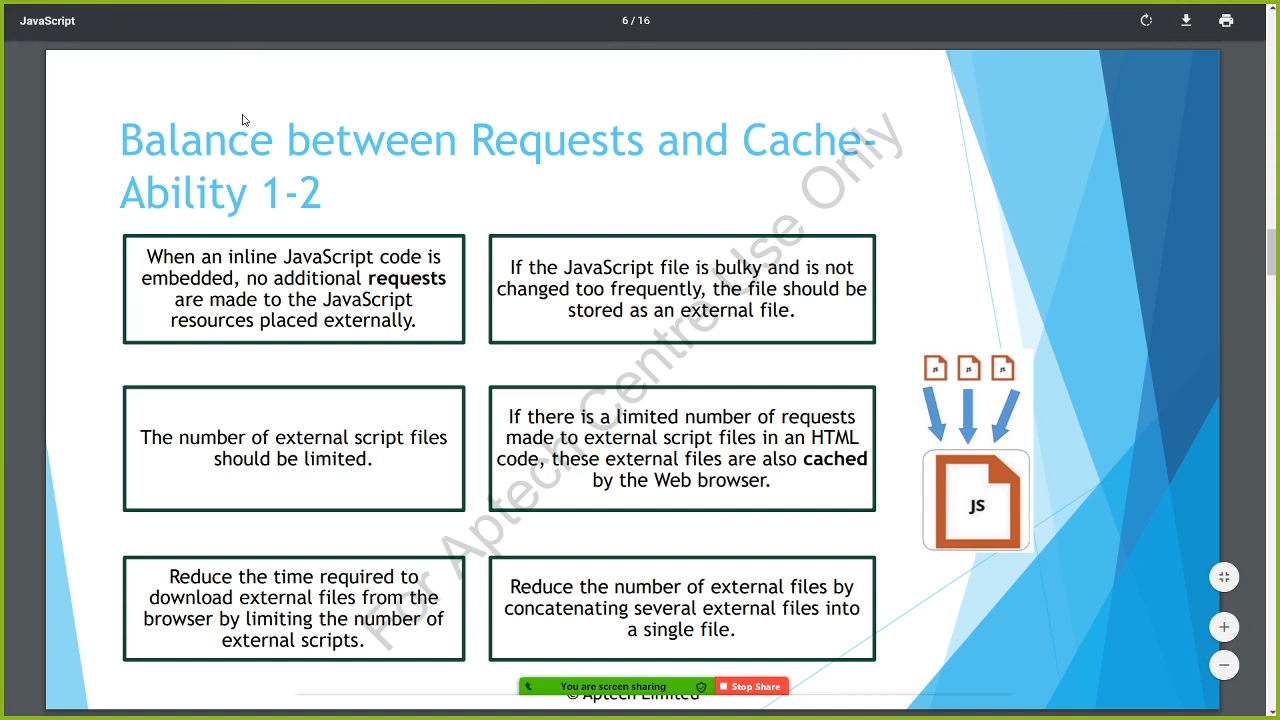 JavaScript
6 / 16
Balance between Requests and Cache-
Ability 1-2
When an inline JavaScript code is
embedded, no additional requests
are made to the JavaScript
resources placed externally.
If the JavaScript file is bulky and is not
changed too frequently, the file should be
stored as an external file.
The number of external script files
should be limited.
If there is a limited number of requests
made to external script files in an HTML
code, these external files are also cached
by the Web browser.
Reduce the time required to
download external files from the
browser by limiting the number of
external scripts.
Reduce the number of external files by
concatenating several external files into
a single file.
JS
JS
JS
JS
For Aptech Centre Use Only
You are screen sharing
Stop Share
© Aptech Limited